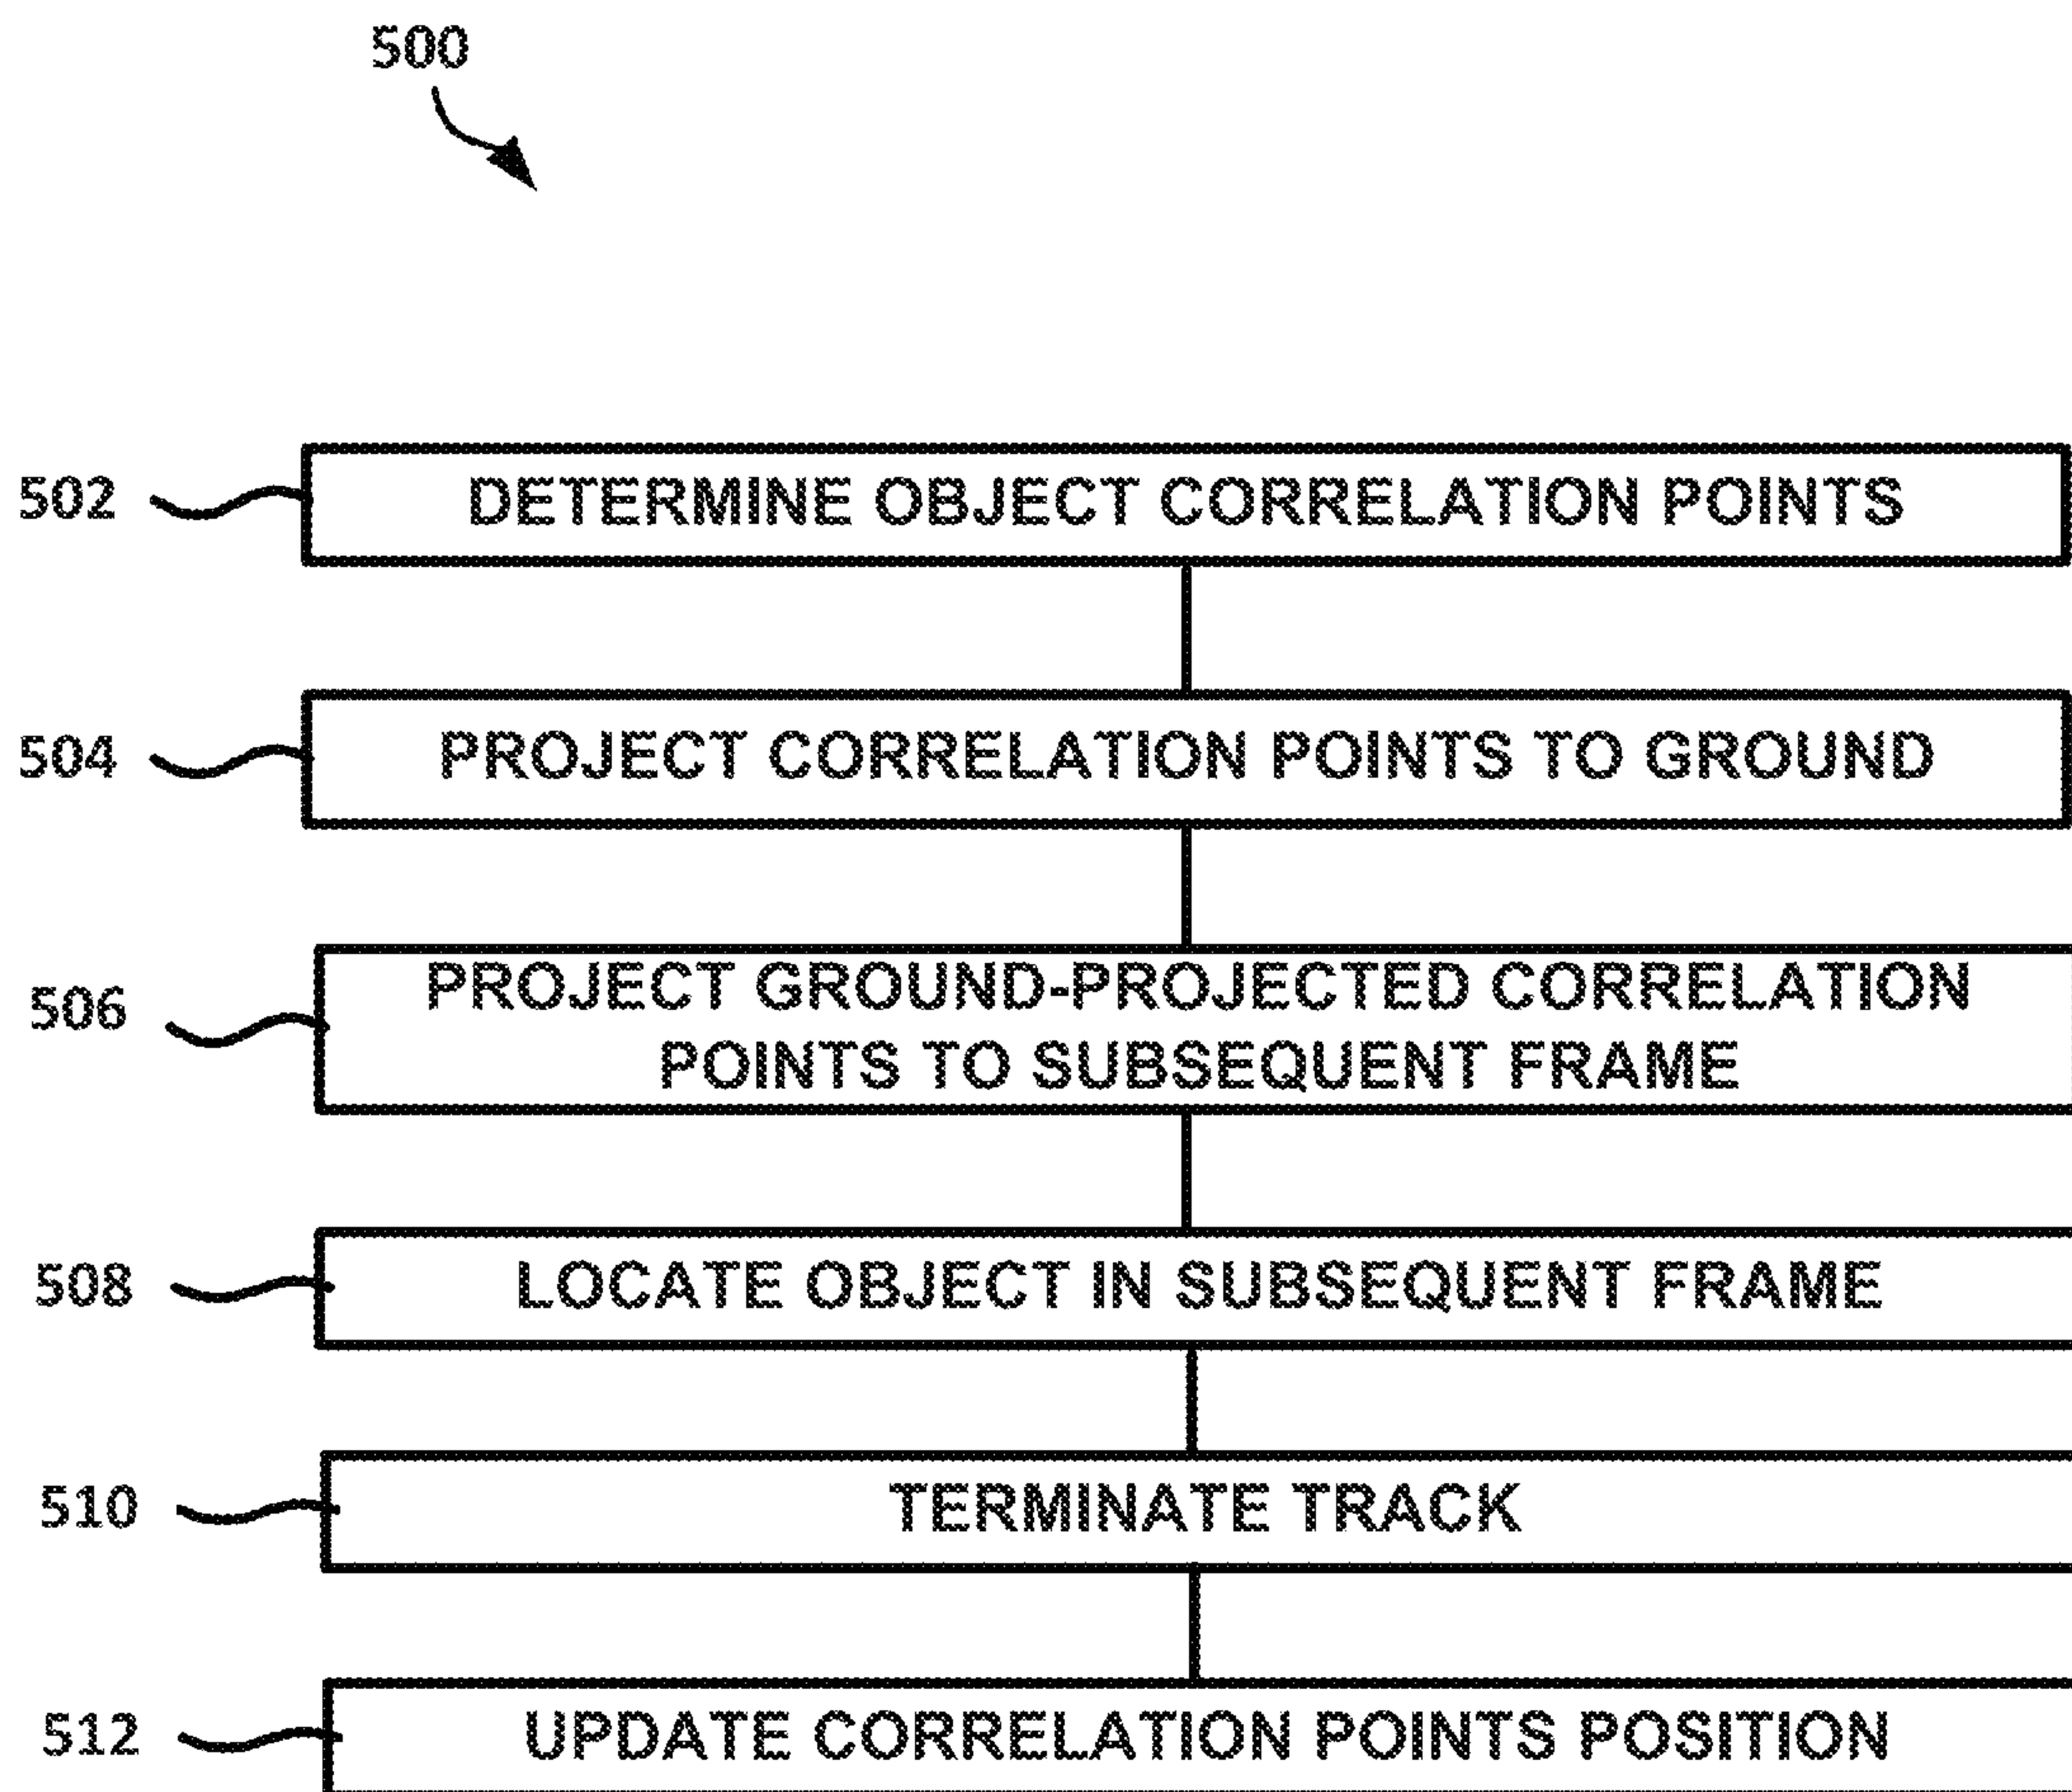 500
502
DETERMINE OBJECT CORRELATION POINTS
504
PROJECT CORRELATION POINTS TO GROUND
506
PROJECT GROUND-PROJECTED CORRELATION
POINTS TO SUBSEQUENT FRAME
508
LOCATE OBJECT IN SUBSEQUENT FRAME
510
TERMINATE TRACK
512
UPDATE CORRELATION POINTS POSITION